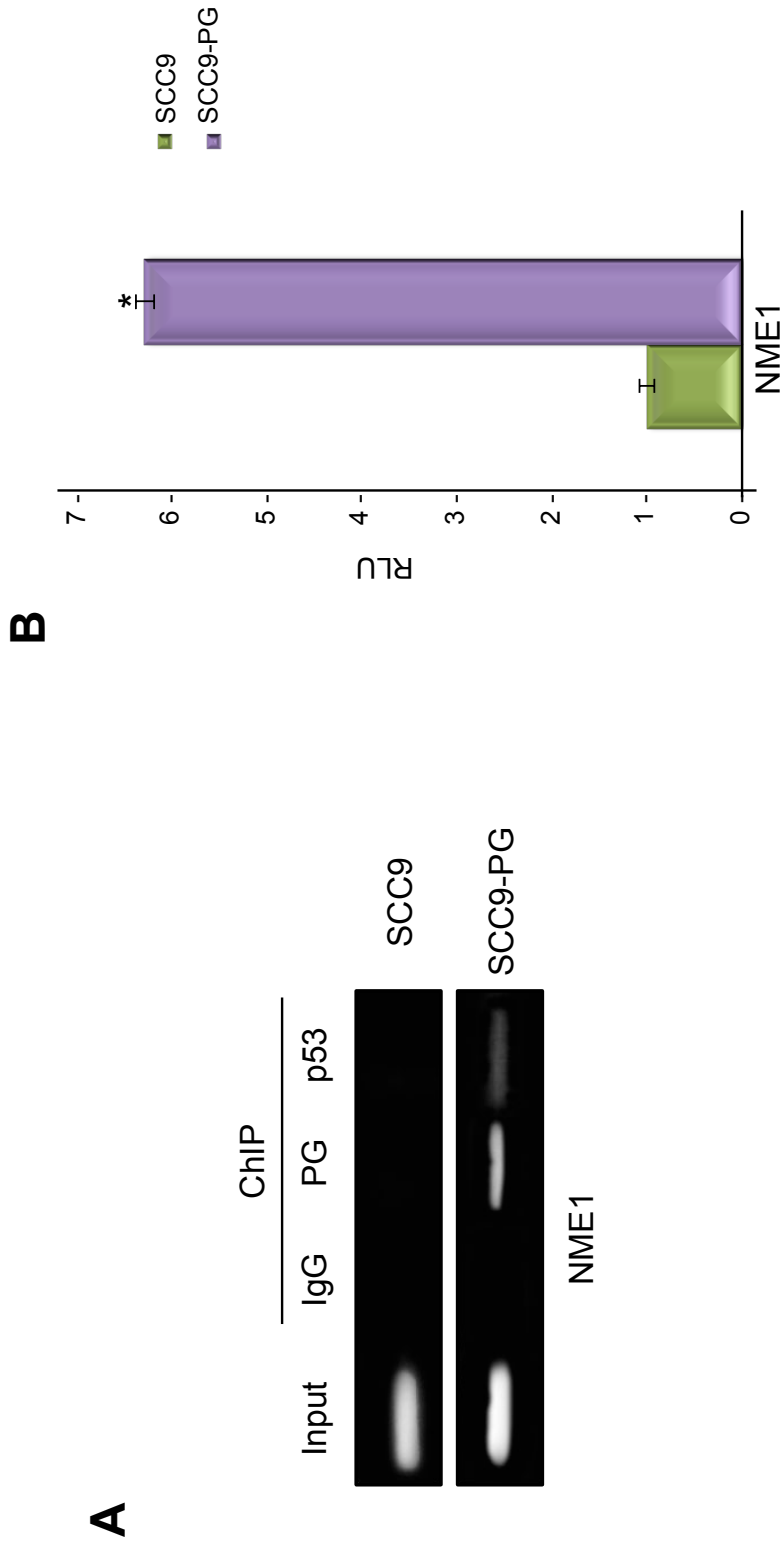 A
ChIP
Input IgG PG p53
SCC9
SCC9-PG
NME1
B
RLU
7
6
5
4
3
2
1
0
*
NME1
SCC9
SCC9-PG